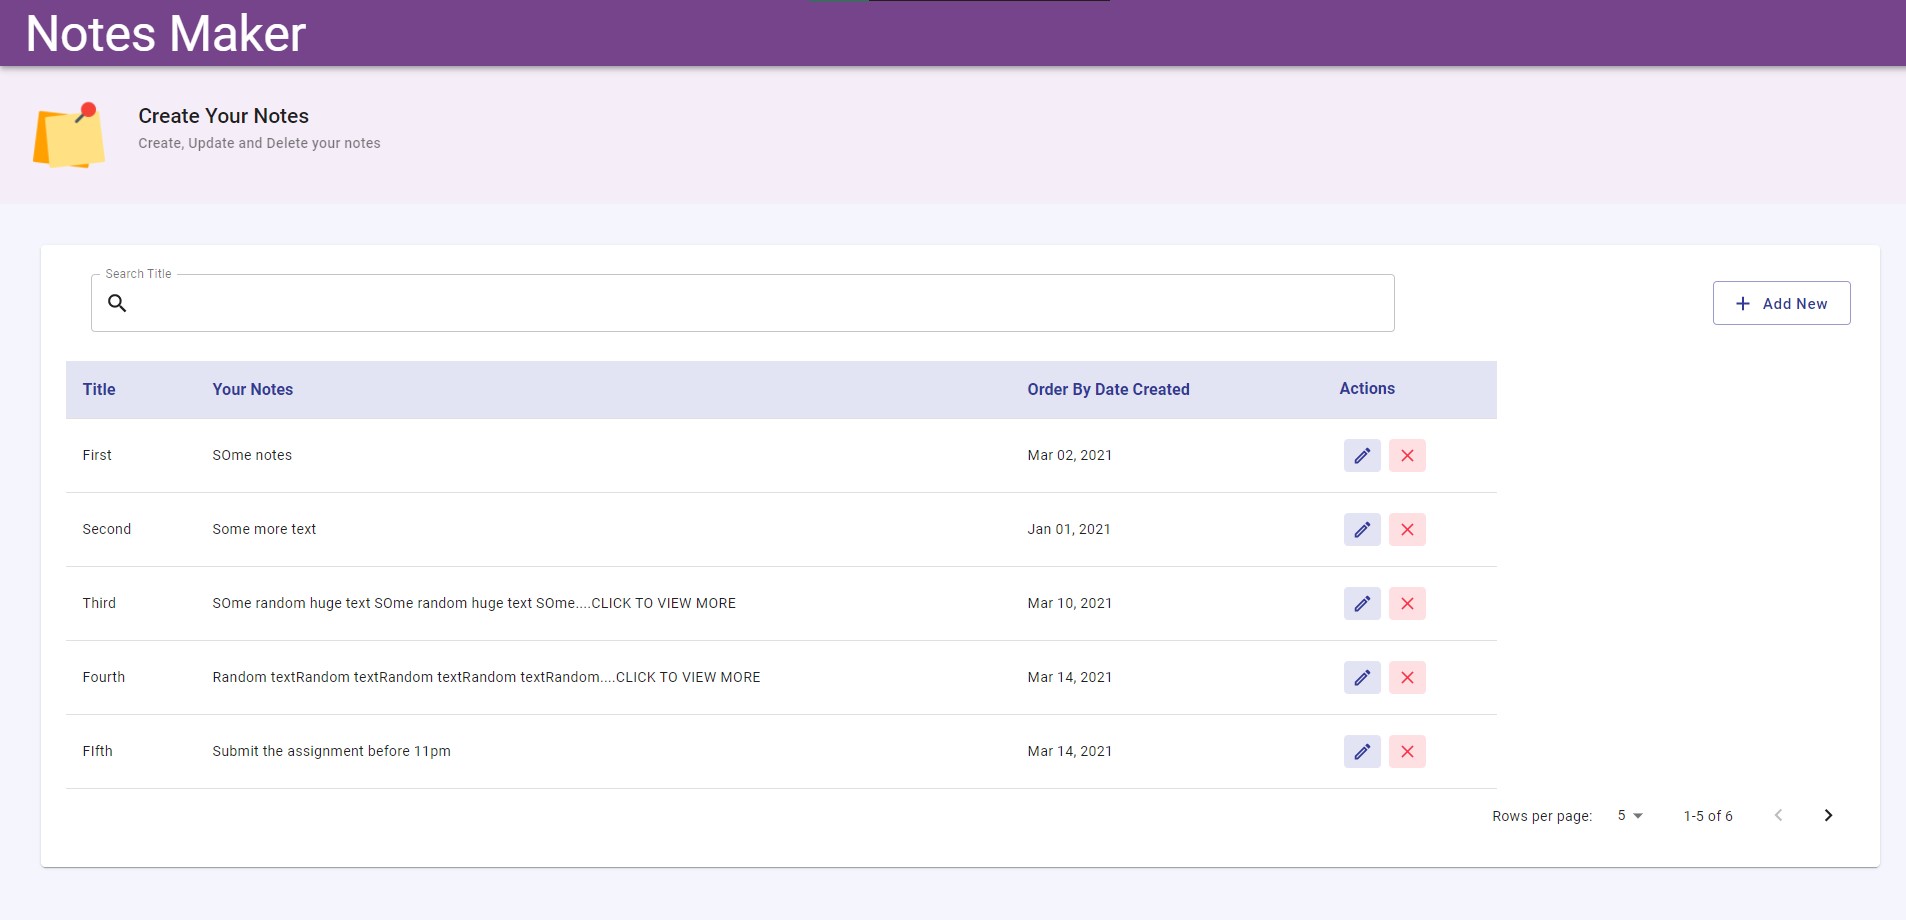 Notes Maker
Create Your Notes
Create, Update and Delete your notes
Search Title
Add New
Title Your Notes Order By Date Created Actions
First SOme notes Mar 02, 2021
Second Some more text Jan 01, 2021
Third SOme random huge text SOme random huge text SOme....CLICK TO VIEW MORE Mar 10, 2021
Fourth Random textRandom textRandom textRandom textRandom....CLICK TO VIEW MORE Mar 14, 2021
FIfth Submit the assignment before 11pm Mar 14, 2021
Rows per page: 5 1-5 of 6